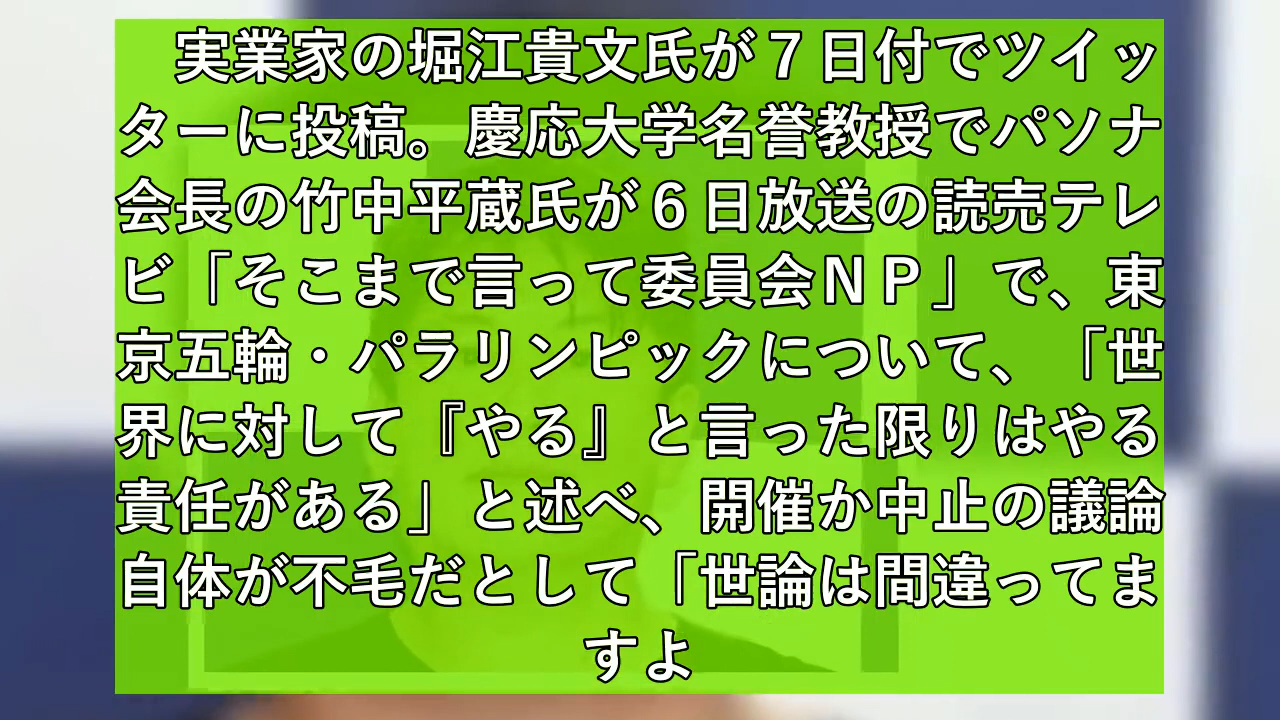 実業家の堀江貴文氏が７日付でツイッ
ターに投稿。慶応大学名誉教授でパソナ
会長の竹中平蔵氏が６日放送の読売テレ
ビ「そこまで言って委員会ＮＰ」で、東
京五輪・パラリンピックについて、「世
界に対して『やる』と言った限りはやる
責任がある」と述べ、開催か中止の議論
自体が不毛だとして「世論は間違ってま
すよ